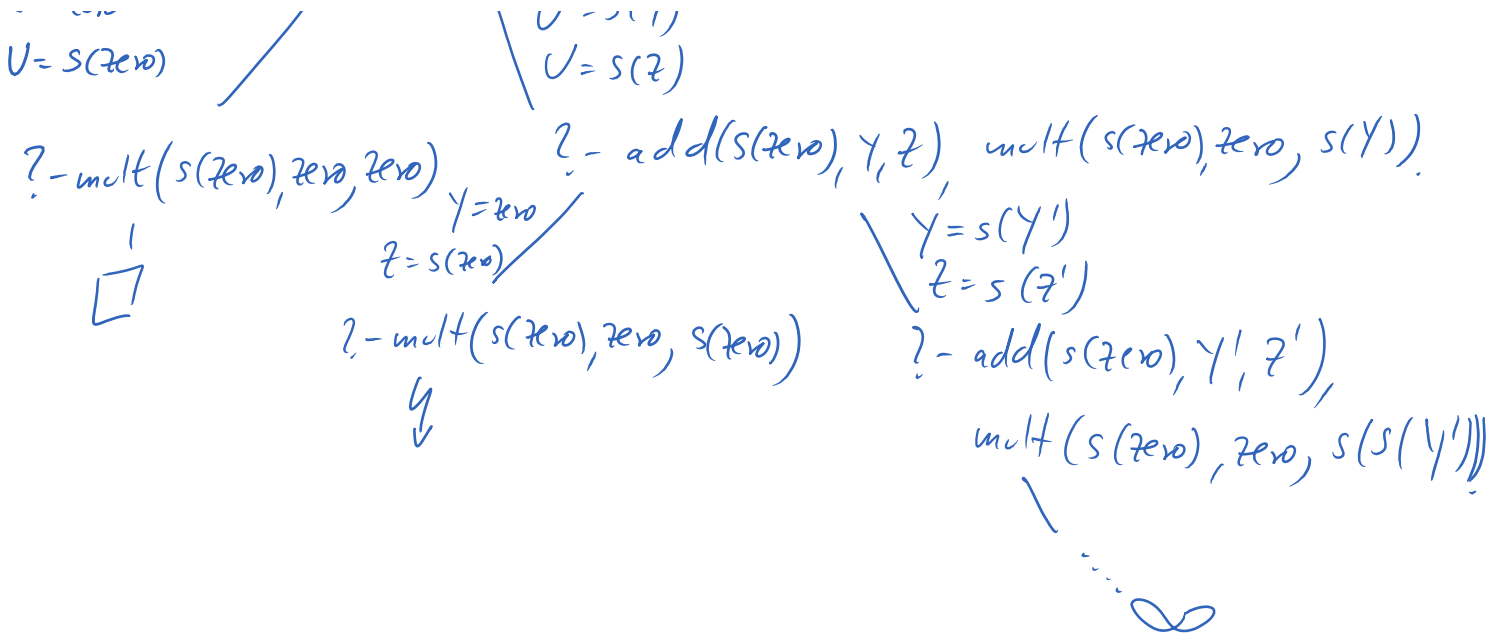 U = s(zero)
U = s(Z)
?- mult(s(zero), zero, zero)
?- add(s(zero), Y, Z), mult(s(zero), zero, s(Y)).
Y = zero
Z = s(zero)
Y = s(Y')
Z = s(Z')
?- mult(s(zero), zero, s(zero))
?- add(s(zero), Y', Z'),
mult(s(zero), zero, s(s(Y'))).